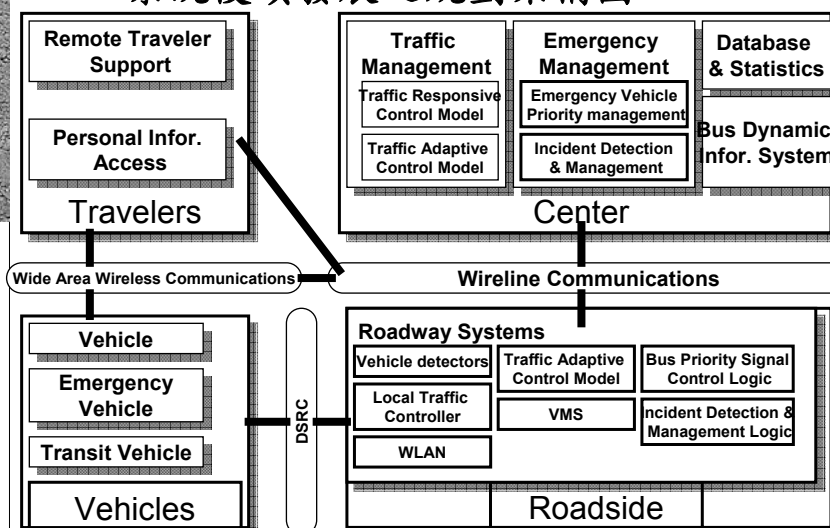 Remote Traveler
Support
Personal Infor.
Access
Travelers
Traffic
Management
Traffic Responsive
Control Model
Traffic Adaptive
Control Model
Emergency
Management
Emergency Vehicle
Priority management
Incident Detection
& Management
Database
& Statistics
Bus Dynamic
Infor. System
Center
Wide Area Wireless Communications
Wireline Communications
Vehicle
Emergency
Vehicle
Transit Vehicle
Vehicles
DSRC
Roadway Systems
Vehicle detectors
Local Traffic
Controller
WLAN
Traffic Adaptive
Control Model
VMS
Bus Priority Signal
Control Logic
Incident Detection &
Management Logic
Roadside